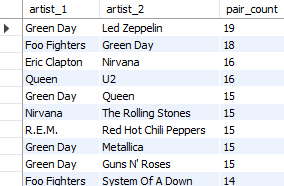 artist_1 artist_2 pair_count
Green Day Led Zeppelin 19
Foo Fighters Green Day 18
Eric Clapton Nirvana 16
Queen U2 16
Green Day Queen 15
Nirvana The Rolling Stones 15
R.E.M. Red Hot Chili Peppers 15
Green Day Metallica 15
Green Day Guns N' Roses 15
Foo Fighters System Of A Down 14